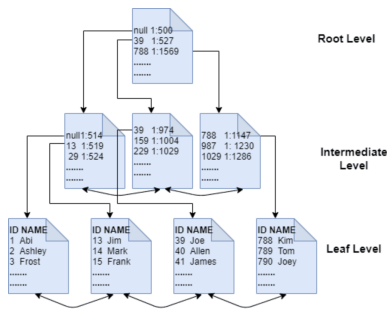 null 1:500
39 1:527
788 1:1569
.......
.......
Root Level
null1:514
13 1:519
29 1:524
.......
.......
39 1:974
159 1:1004
229 1:1029
.......
.......
788 1:1147
987 1: 1230
1029 1:1286
.......
.......
Intermediate
Level
ID NAME
1 Abi
2 Ashley
3 Frost
.......
.......
ID NAME
13 Jim
14 Mark
15 Frank
.......
.......
ID NAME
39 Joe
40 Allen
41 James
.......
.......
ID NAME
788 Kim
789 Tom
790 Joey
.......
.......
Leaf Level